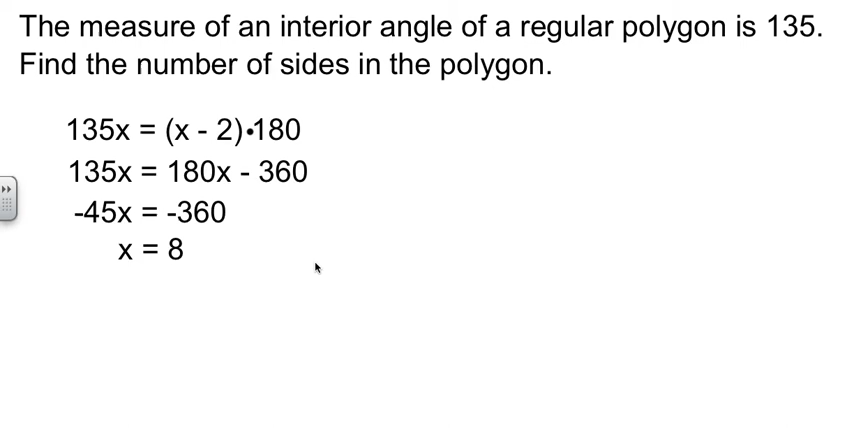 The measure of an interior angle of a regular polygon is 135.
Find the number of sides in the polygon.
135x = (x - 2)•180
135x = 180x - 360
-45x = -360
x = 8